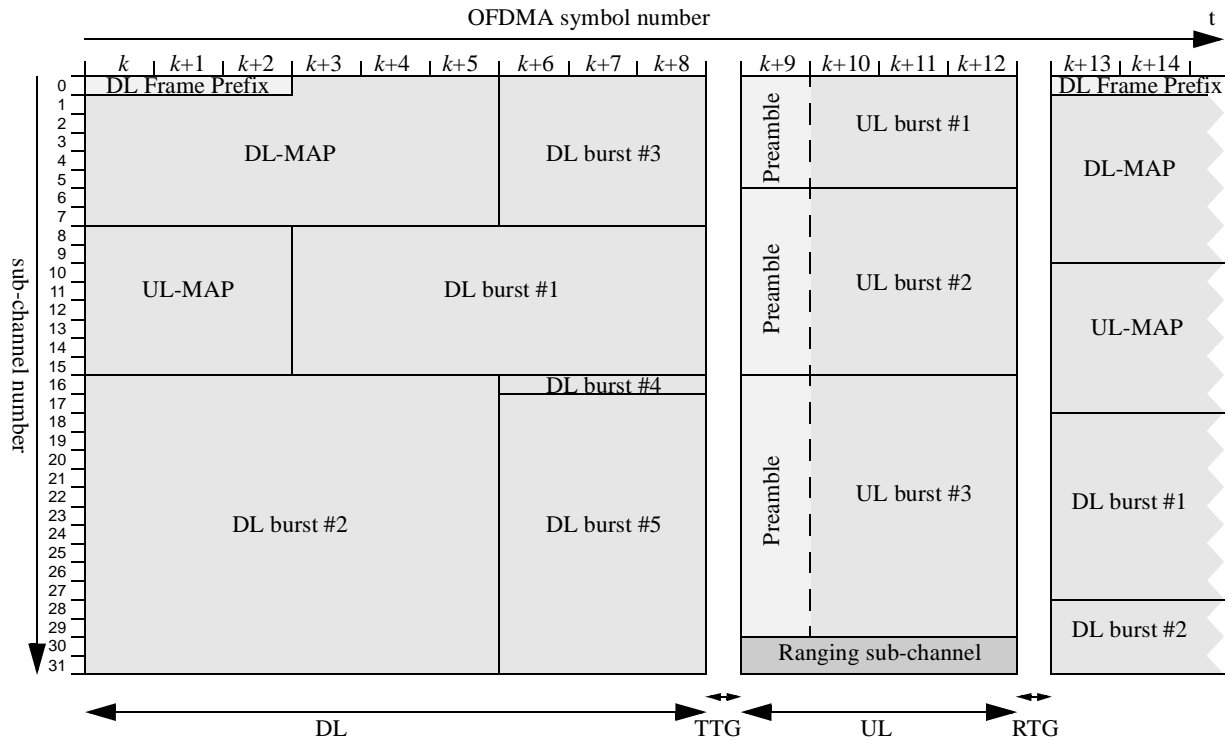 OFDMA symbol number
t
k
k+1
k+2
k+3
k+4
k+5
k+6
k+7
k+8
k+9
k+10
k+11
k+12
k+13
k+14
sub-channel number
0
1
2
3
4
5
6
7
8
9
10
11
12
13
14
15
16
17
18
19
20
21
22
23
24
25
26
27
28
29
30
31
DL Frame Prefix
DL-MAP
DL burst #3
UL-MAP
DL burst #1
DL burst #4
DL burst #2
DL burst #5
Preamble
UL burst #1
Preamble
UL burst #2
Preamble
UL burst #3
Ranging sub-channel
DL Frame Prefix
DL-MAP
UL-MAP
DL burst #1
DL burst #2
DL
TTG
UL
RTG